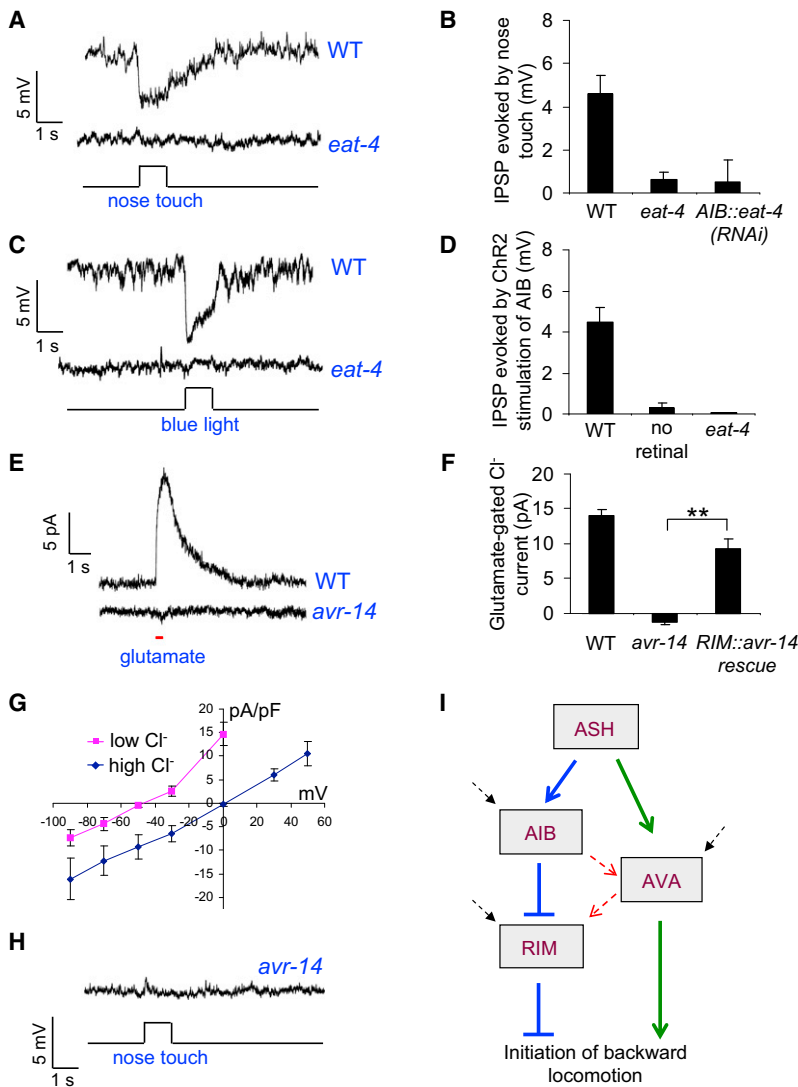 A
WT
5 mV
1 s
eat-4
nose touch
B
IPSP evoked by nose
touch (mV)
8
6
4
2
0
WT
eat-4
AIB::eat-4
(RNAi)
C
WT
5 mV
1 s
eat-4
blue light
D
IPSP evoked by ChR2
stimulation of AIB (mV)
8
6
4
2
0
WT
no
retinal
eat-4
E
5 pA
1 s
WT
avr-14
glutamate
F
Glutamate-gated Cl-
current (pA)
20
15
10
5
0
**
WT
avr-14
RIM::avr-14
rescue
G
pA/pF
low Cl-
high Cl-
mV
20
15
10
5
0
-5
-10
-15
-20
-100 -80 -60 -40 -20 0 20 40 60
H
avr-14
5 mV
1 s
nose touch
I
ASH
AIB
AVA
RIM
Initiation of backward
locomotion